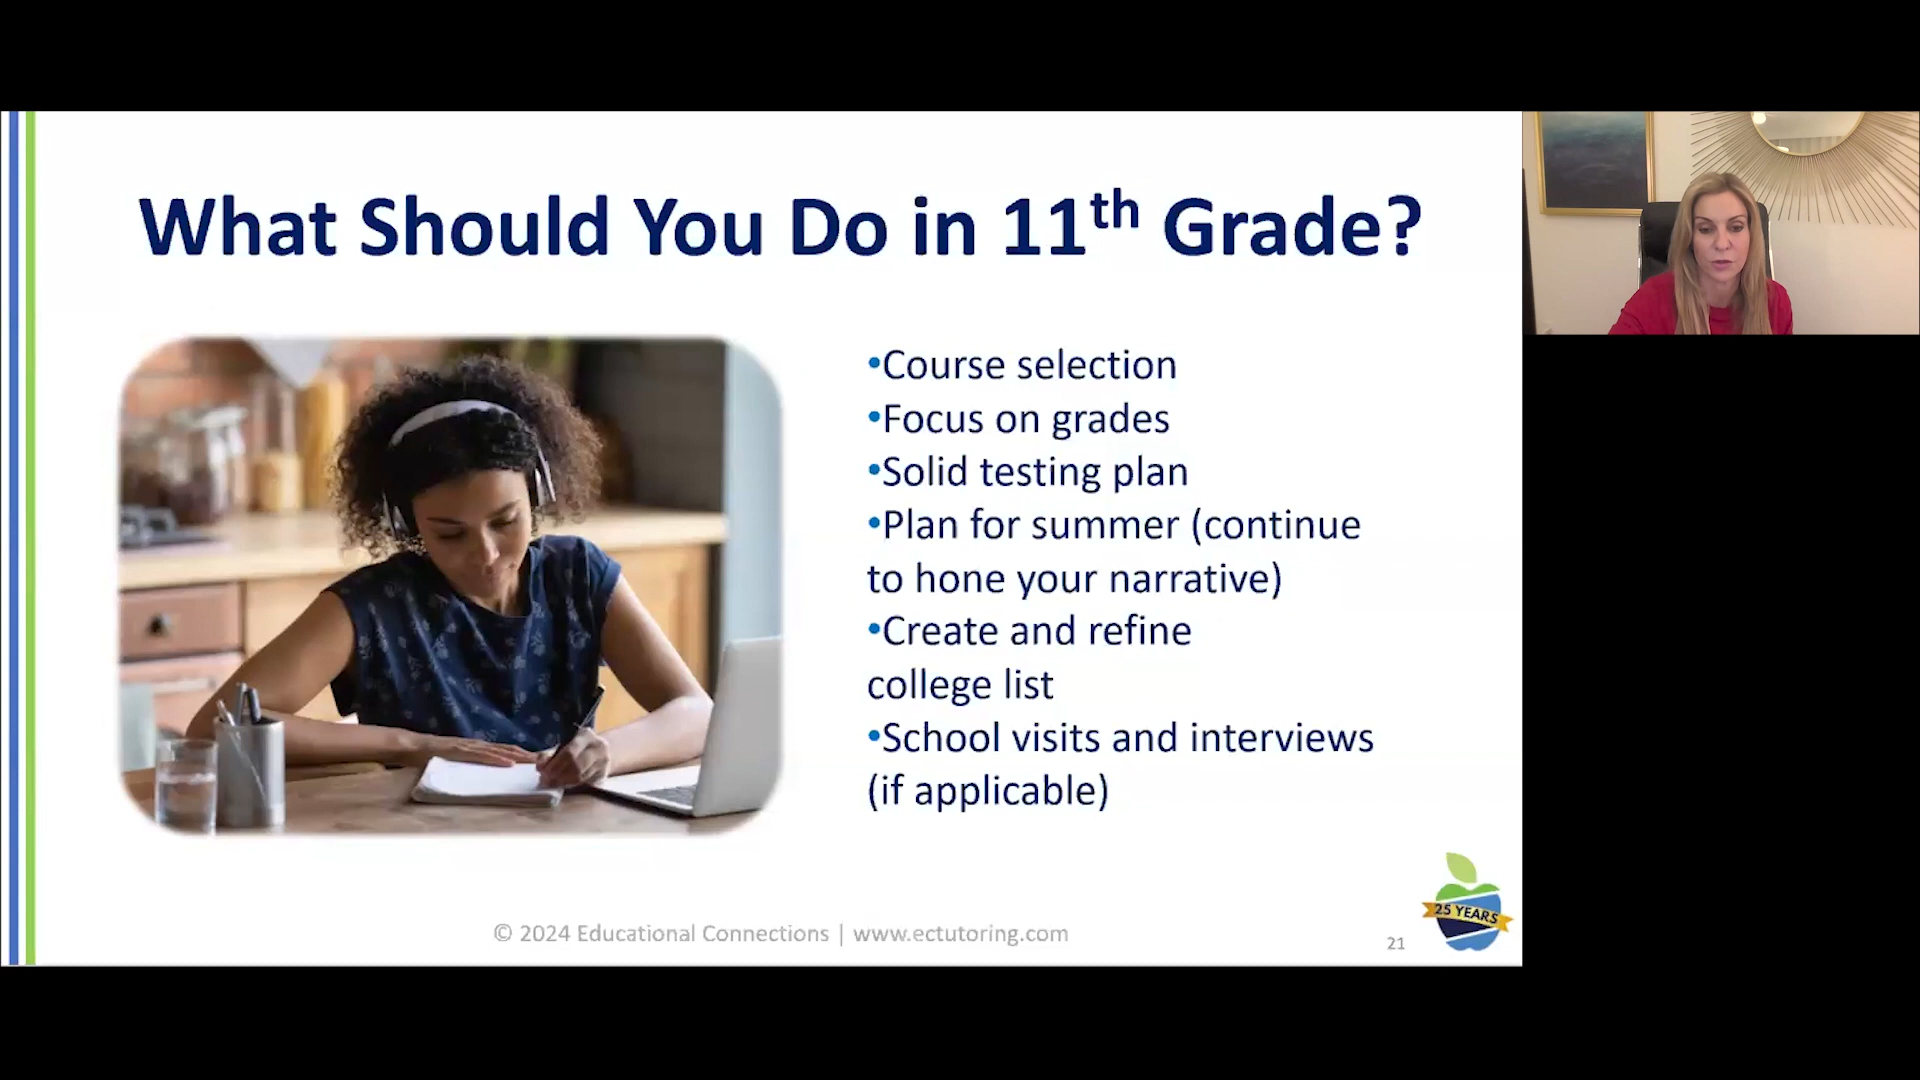 What Should You Do in 11th Grade?
•Course selection
•Focus on grades
•Solid testing plan
•Plan for summer (continue
to hone your narrative)
•Create and refine
college list
•School visits and interviews
(if applicable)
© 2024 Educational Connections | www.ectutoring.com
21
25 YEARS